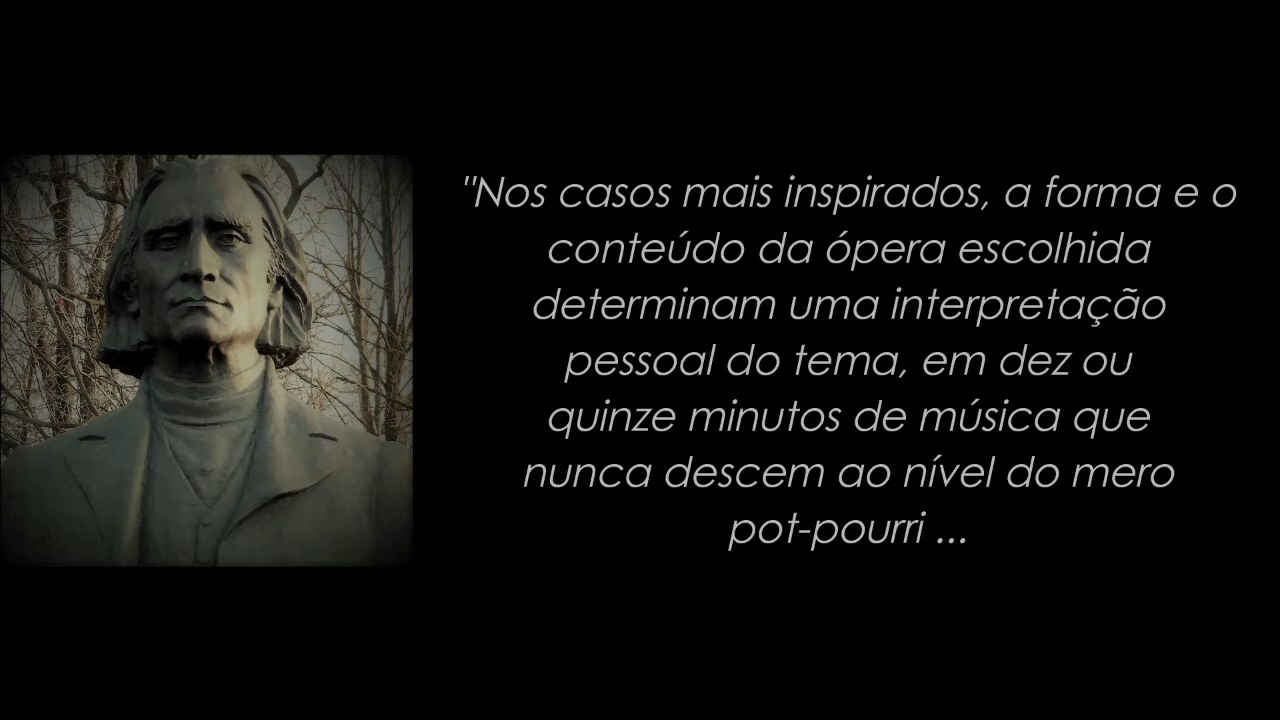 "Nos casos mais inspirados, a forma e o
conteúdo da ópera escolhida
determinam uma interpretação
pessoal do tema, em dez ou
quinze minutos de música que
nunca descem ao nível do mero
pot-pourri ...